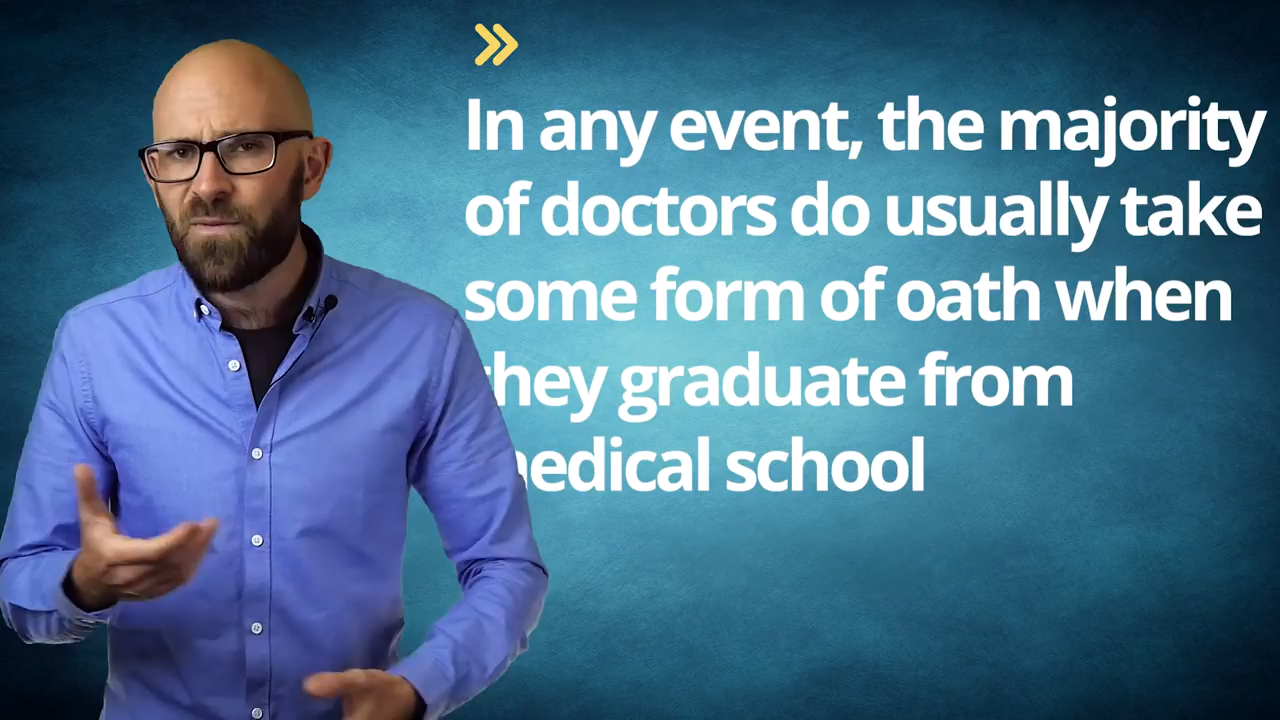 In any event, the majority
of doctors do usually take
some form of oath when
they graduate from
medical school